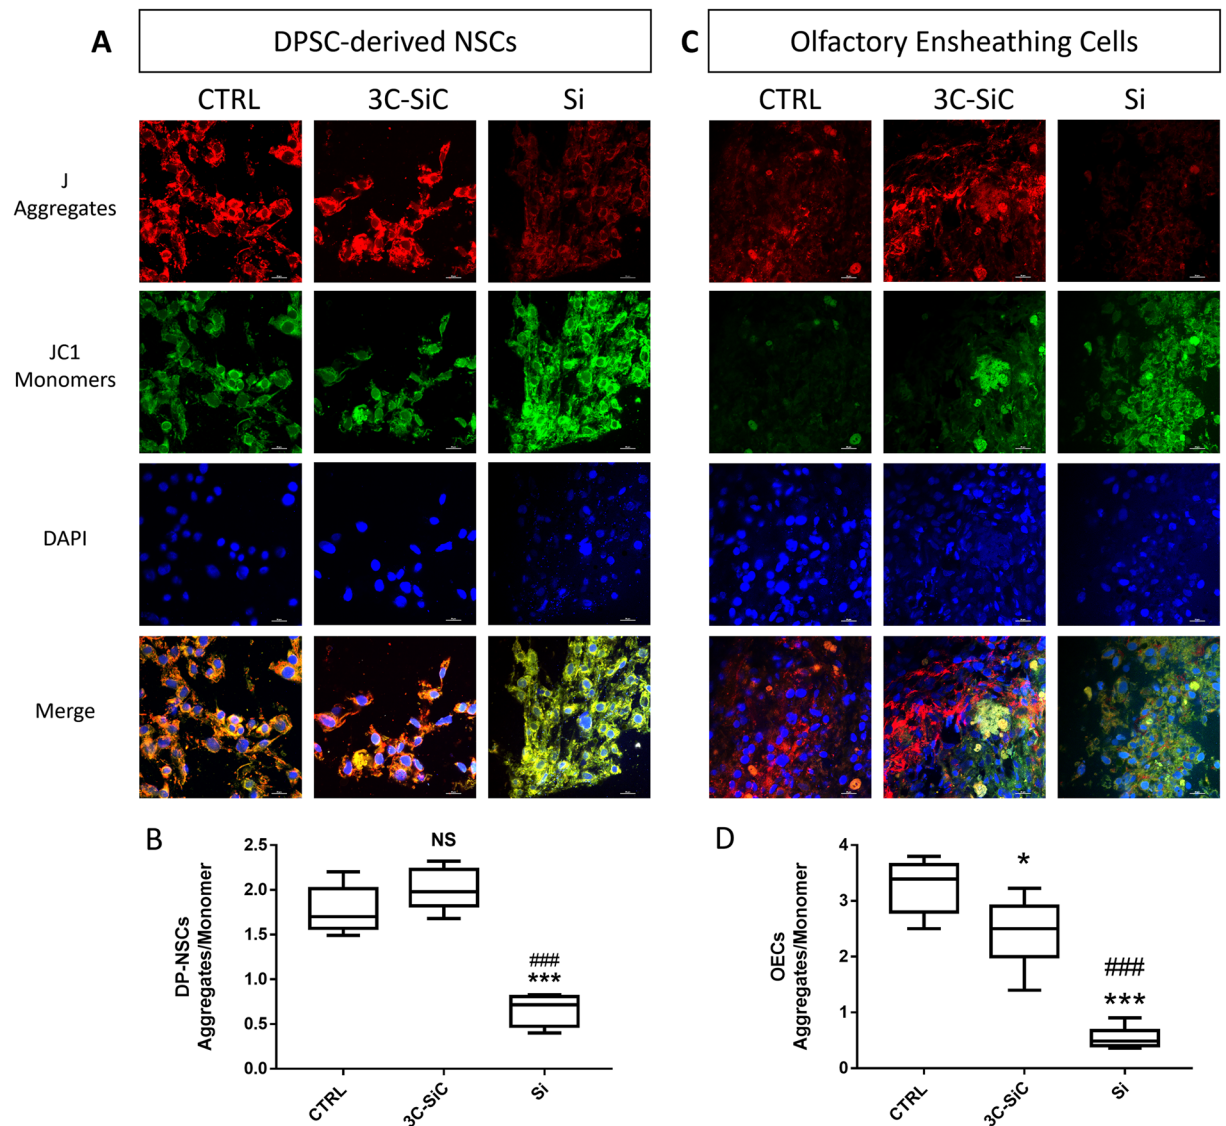 A
DPSC-derived NSCs
C
Olfactory Ensheathing Cells
CTRL
3C-SiC
Si
CTRL
3C-SiC
Si
J
Aggregates
JC1
Monomers
DAPI
Merge
B
DP-NSCs
Aggregates/Monomer
2.5
2.0
1.5
1.0
0.5
0.0
NS
###
***
CTRL
3C-SiC
Si
D
OECs
Aggregates/Monomer
4
3
2
1
0
*
###
***
CTRL
3C-SiC
Si